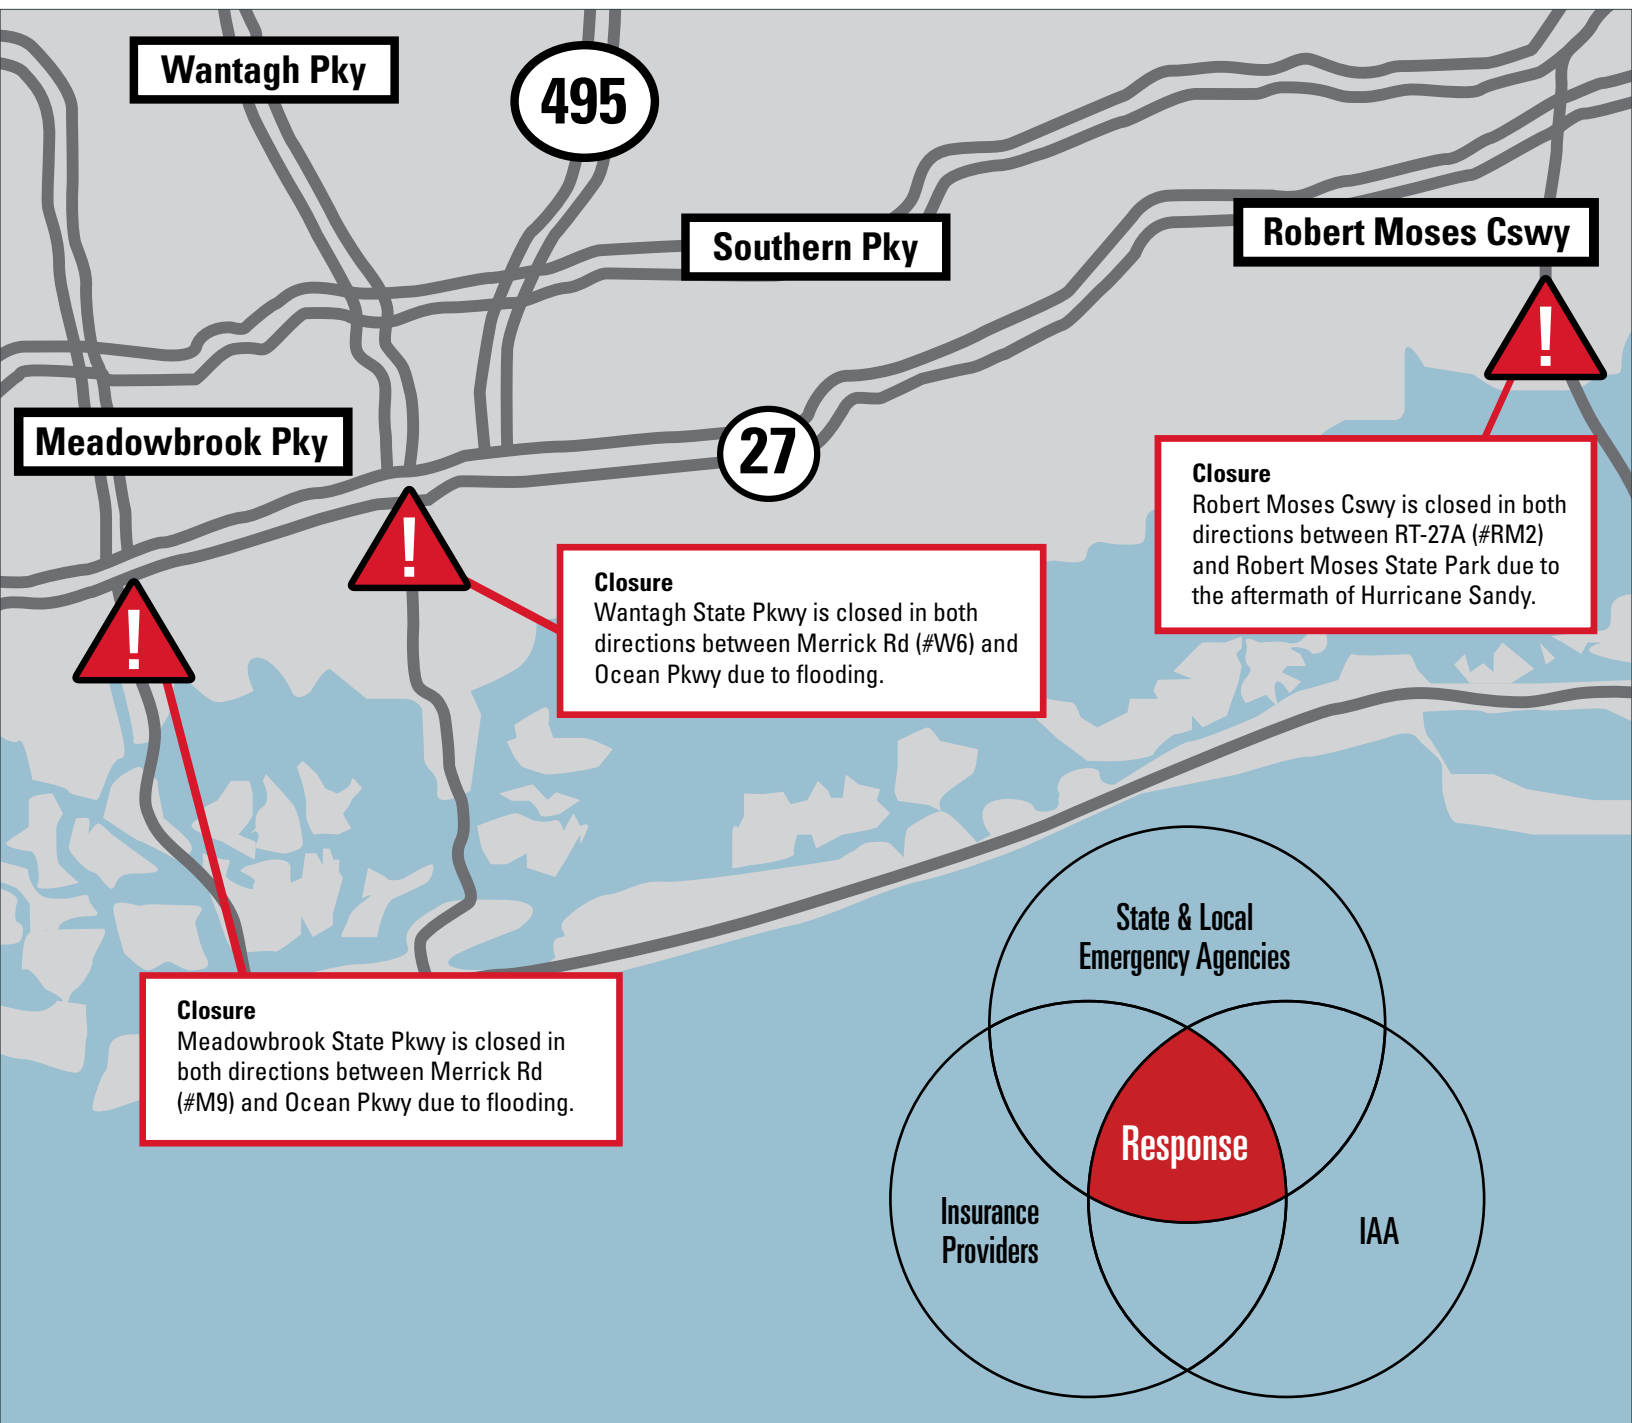 Wantagh Pky
495
Southern Pky
Robert Moses Cswy
!
Meadowbrook Pky
27
!
!
Closure
Robert Moses Cswy is closed in both
directions between RT-27A (#RM2)
and Robert Moses State Park due to
the aftermath of Hurricane Sandy.
Closure
Wantagh State Pkwy is closed in both
directions between Merrick Rd (#W6) and
Ocean Pkwy due to flooding.
Closure
Meadowbrook State Pkwy is closed in
both directions between Merrick Rd
(#M9) and Ocean Pkwy due to flooding.
State & Local
Emergency Agencies
Response
Insurance
Providers
IAA